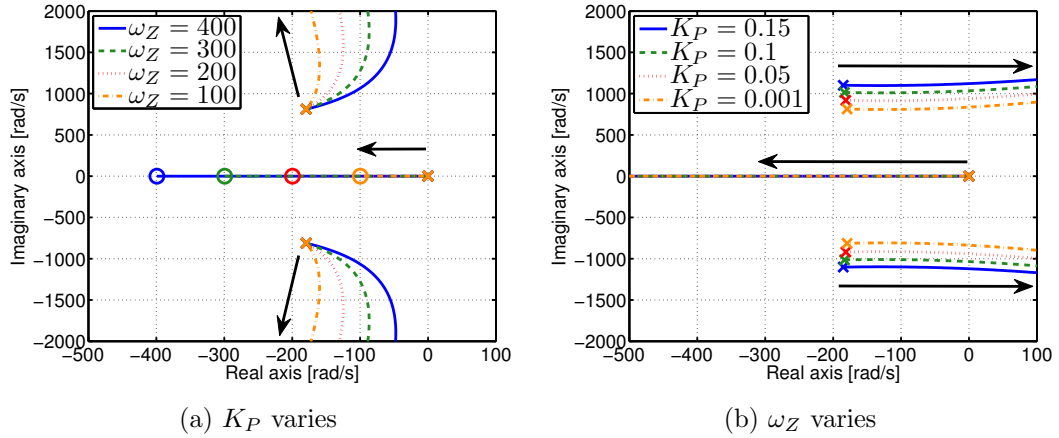 2000
1500
1000
500
0
−500
−1000
−1500
−2000
−500 −400 −300 −200 −100 0 100
Real axis [rad/s]
Imaginary axis [rad/s]
ω_Z = 400
ω_Z = 300
ω_Z = 200
ω_Z = 100
(a) K_P varies
2000
1500
1000
500
0
−500
−1000
−1500
−2000
−500 −400 −300 −200 −100 0 100
Real axis [rad/s]
Imaginary axis [rad/s]
K_P = 0.15
K_P = 0.1
K_P = 0.05
K_P = 0.001
(b) ω_Z varies